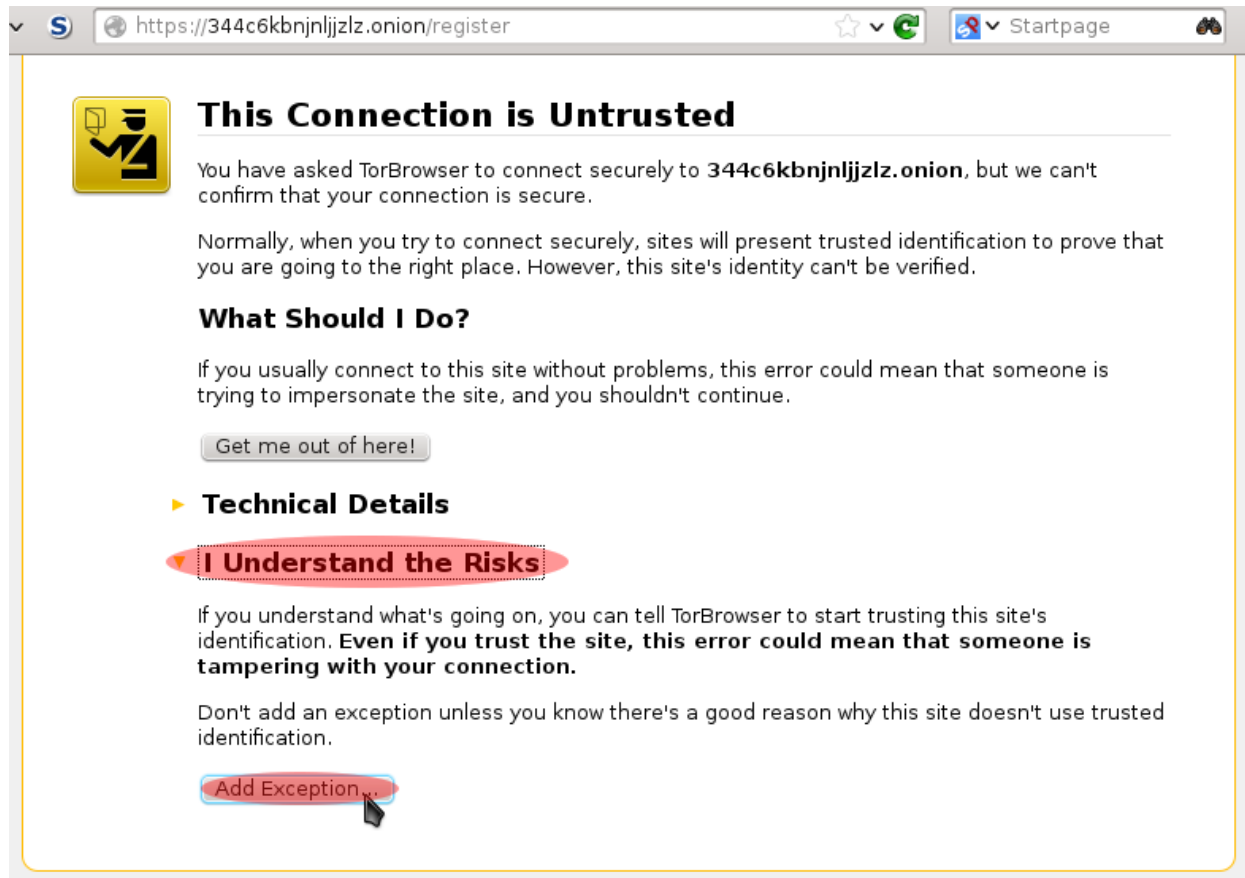 https://344c6kbnjnljjzlz.onion/register
Startpage
This Connection is Untrusted
You have asked TorBrowser to connect securely to 344c6kbnjnljjzlz.onion, but we can't
confirm that your connection is secure.
Normally, when you try to connect securely, sites will present trusted identification to prove that
you are going to the right place. However, this site's identity can't be verified.
What Should I Do?
If you usually connect to this site without problems, this error could mean that someone is
trying to impersonate the site, and you shouldn't continue.
Get me out of here!
Technical Details
I Understand the Risks
If you understand what's going on, you can tell TorBrowser to start trusting this site's
identification. Even if you trust the site, this error could mean that someone is
tampering with your connection.
Don't add an exception unless you know there's a good reason why this site doesn't use trusted
identification.
Add Exception...